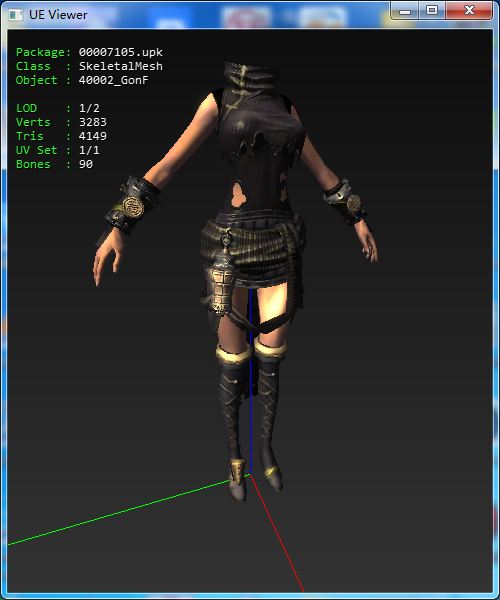 UE Viewer
Package: 00007105.upk
Class : SkeletalMesh
Object : 40002_GonF
LOD : 1/2
Verts : 3283
Tris : 4149
UV Set : 1/1
Bones : 90